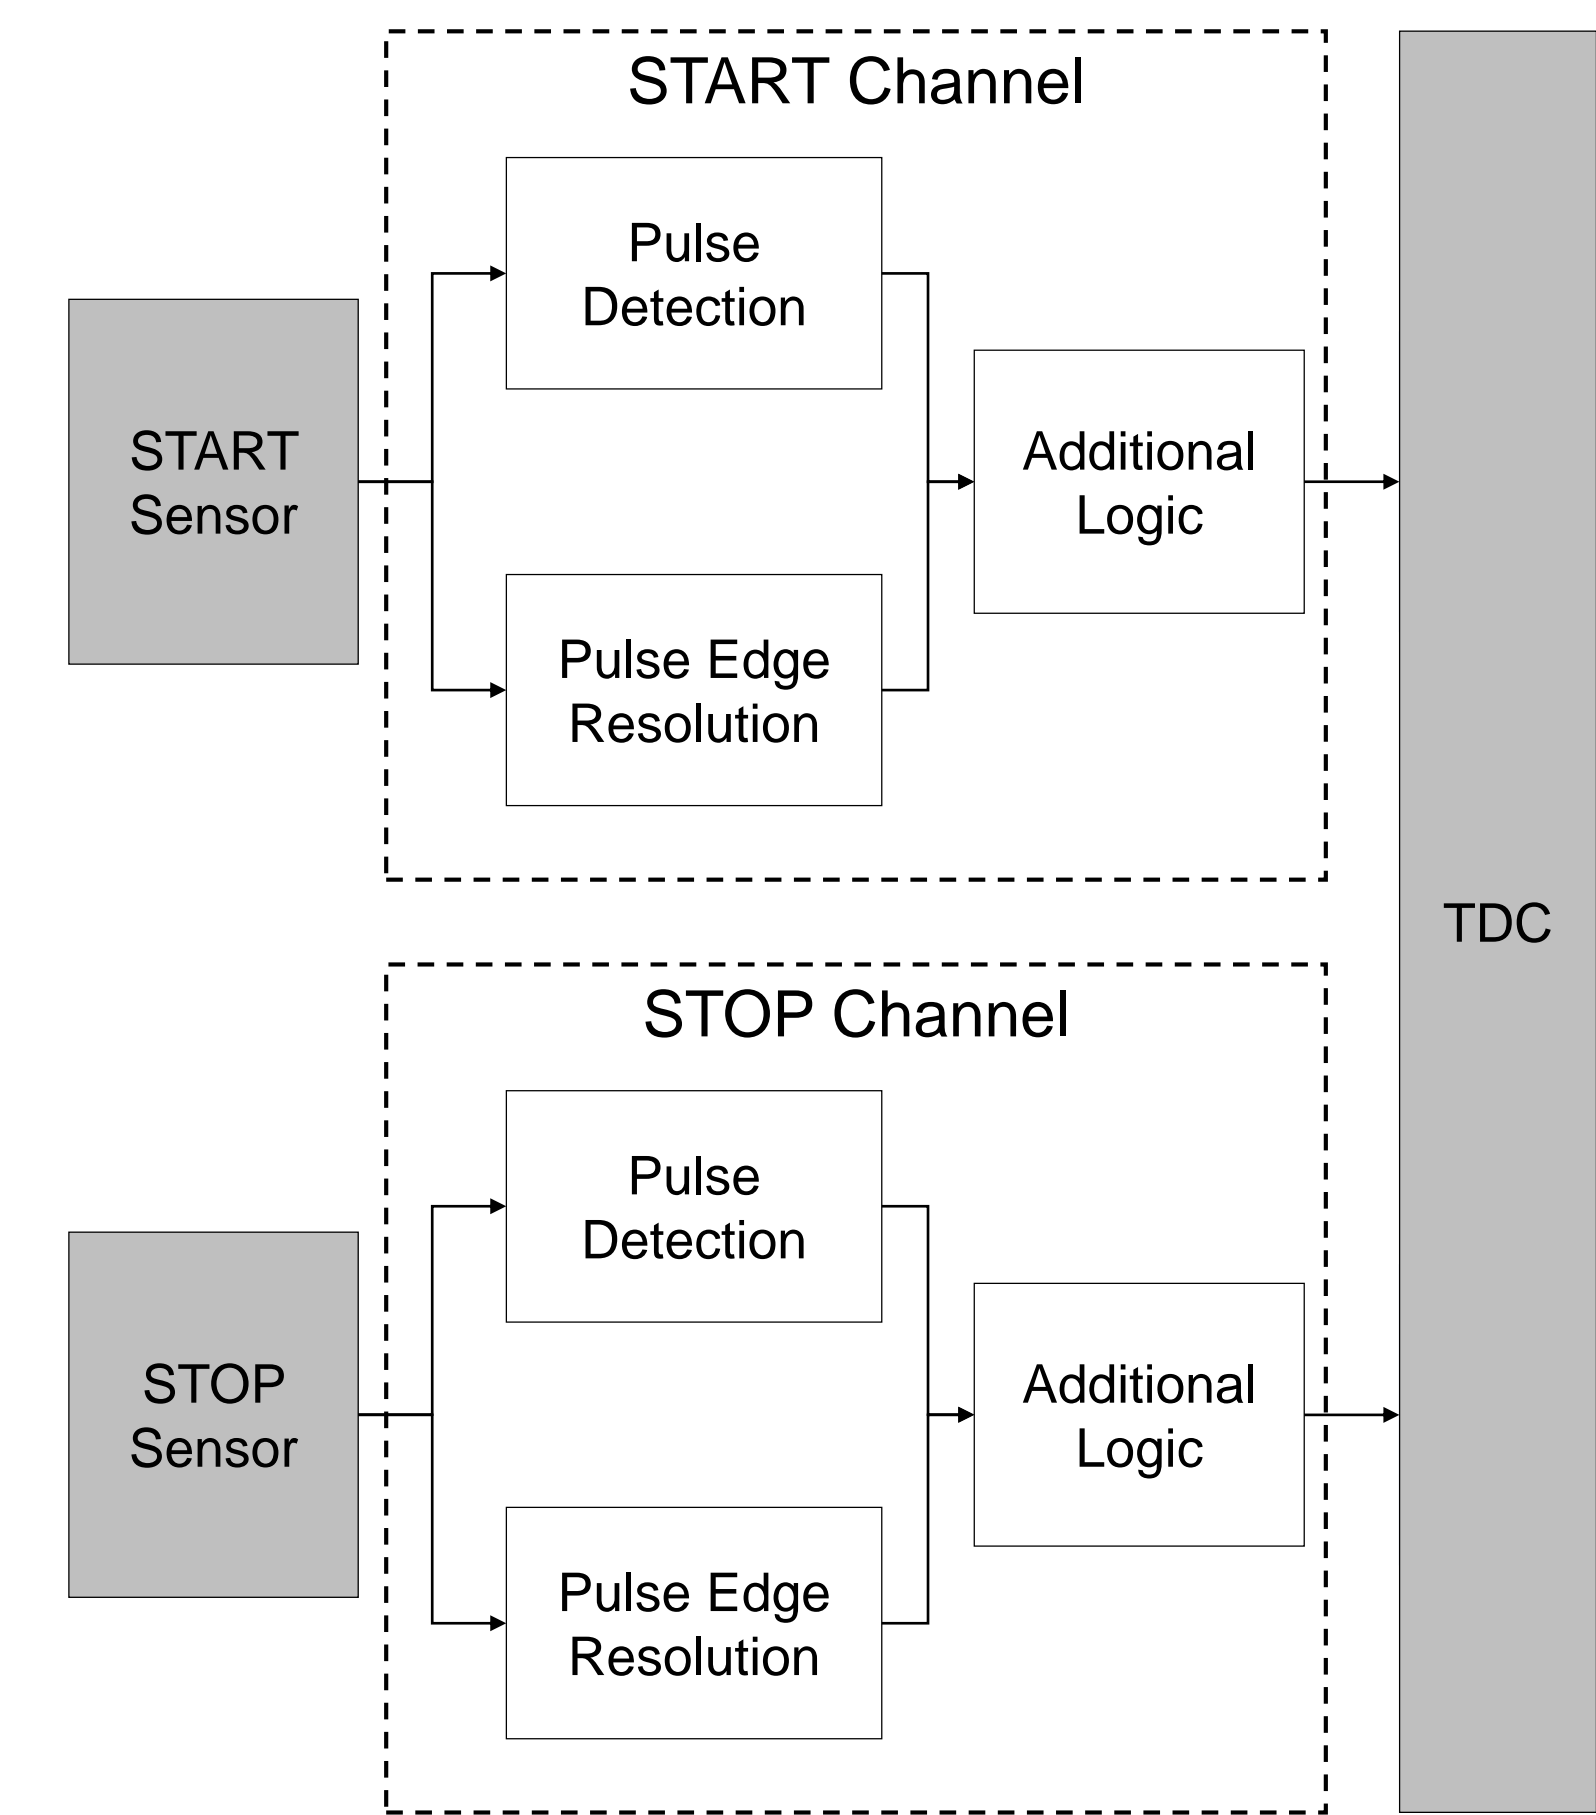 START Channel
Pulse
Detection
START
Sensor
Additional
Logic
Pulse Edge
Resolution
TDC
STOP Channel
Pulse
Detection
STOP
Sensor
Additional
Logic
Pulse Edge
Resolution